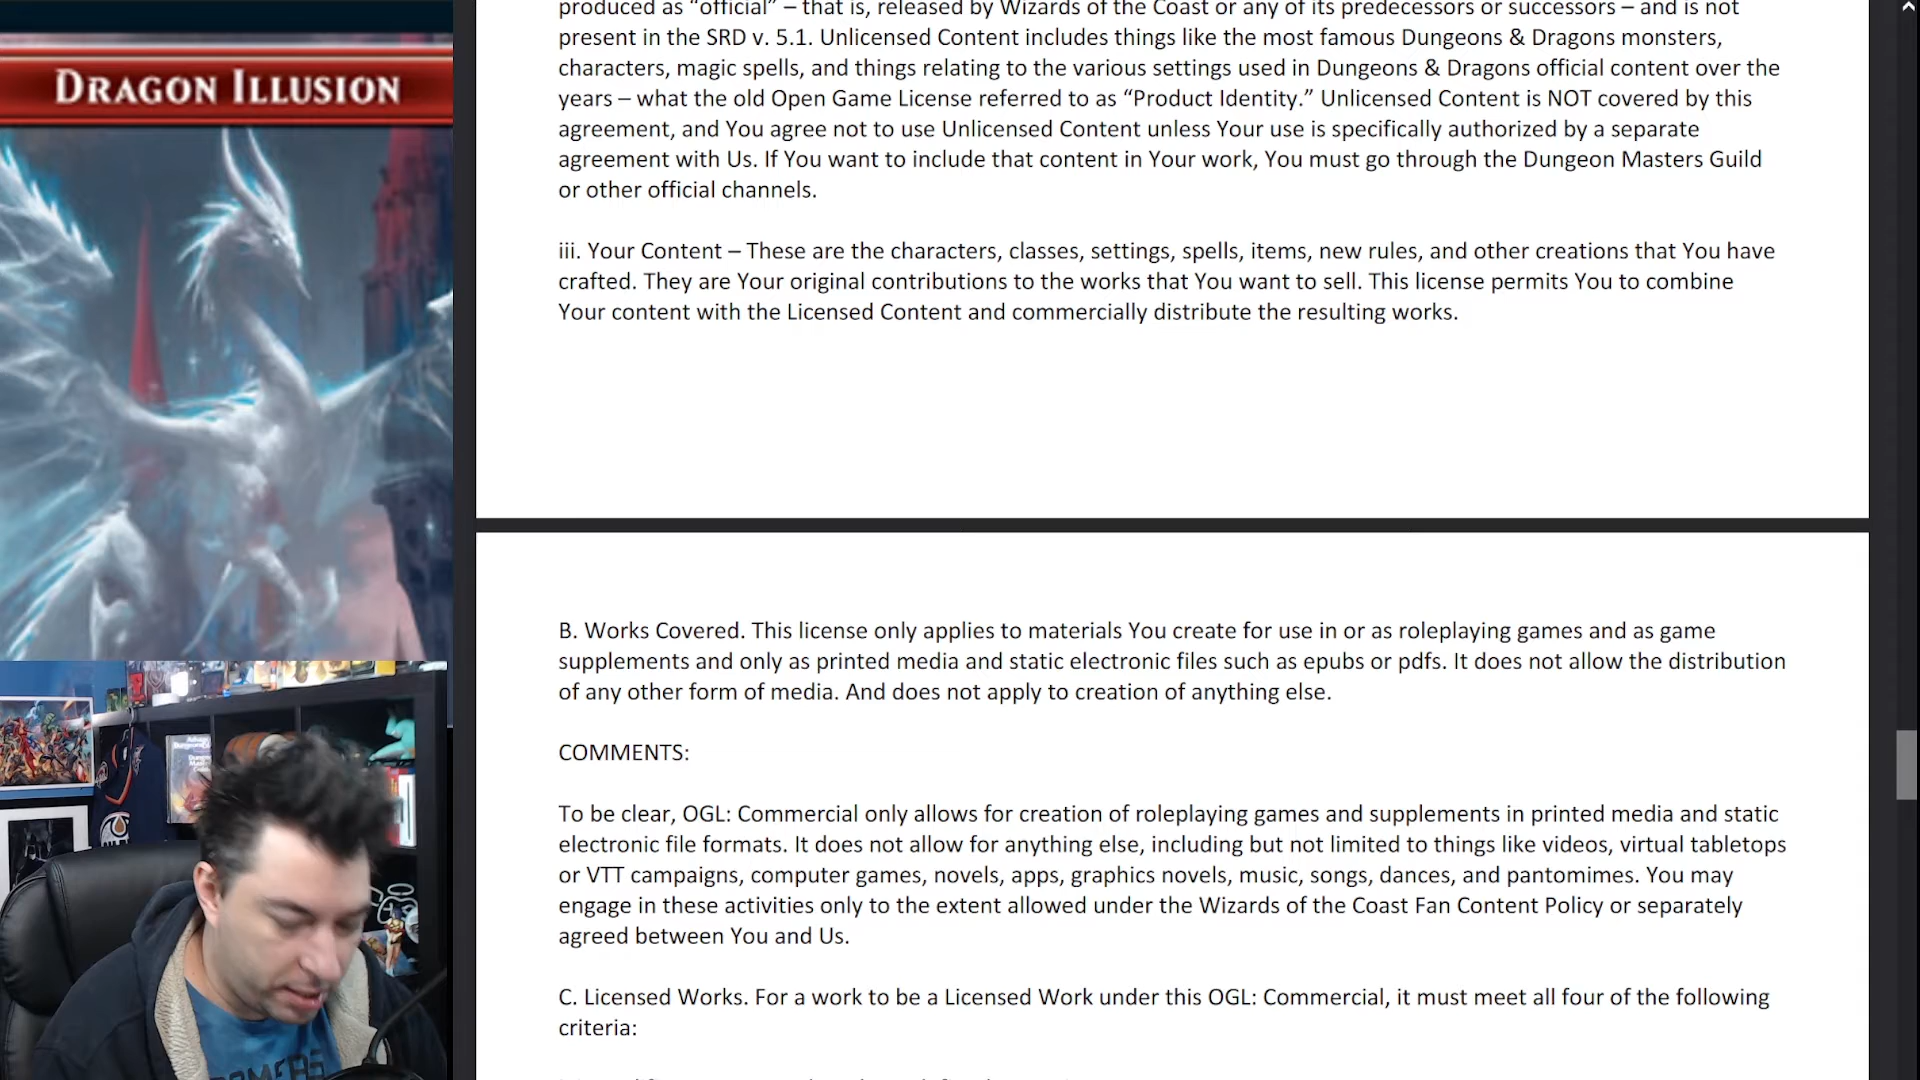 DRAGON ILLUSION
produced as “official” – that is, released by Wizards of the Coast or any of its predecessors or successors – and is not
present in the SRD v. 5.1. Unlicensed Content includes things like the most famous Dungeons & Dragons monsters,
characters, magic spells, and things relating to the various settings used in Dungeons & Dragons official content over the
years – what the old Open Game License referred to as “Product Identity.” Unlicensed Content is NOT covered by this
agreement, and You agree not to use Unlicensed Content unless Your use is specifically authorized by a separate
agreement with Us. If You want to include that content in Your work, You must go through the Dungeon Masters Guild
or other official channels.
iii. Your Content – These are the characters, classes, settings, spells, items, new rules, and other creations that You have
crafted. They are Your original contributions to the works that You want to sell. This license permits You to combine
Your content with the Licensed Content and commercially distribute the resulting works.
B. Works Covered. This license only applies to materials You create for use in or as roleplaying games and as game
supplements and only as printed media and static electronic files such as epubs or pdfs. It does not allow the distribution
of any other form of media. And does not apply to creation of anything else.
COMMENTS:
To be clear, OGL: Commercial only allows for creation of roleplaying games and supplements in printed media and static
electronic file formats. It does not allow for anything else, including but not limited to things like videos, virtual tabletops
or VTT campaigns, computer games, novels, apps, graphics novels, music, songs, dances, and pantomimes. You may
engage in these activities only to the extent allowed under the Wizards of the Coast Fan Content Policy or separately
agreed between You and Us.
C. Licensed Works. For a work to be a Licensed Work under this OGL: Commercial, it must meet all four of the following
criteria: